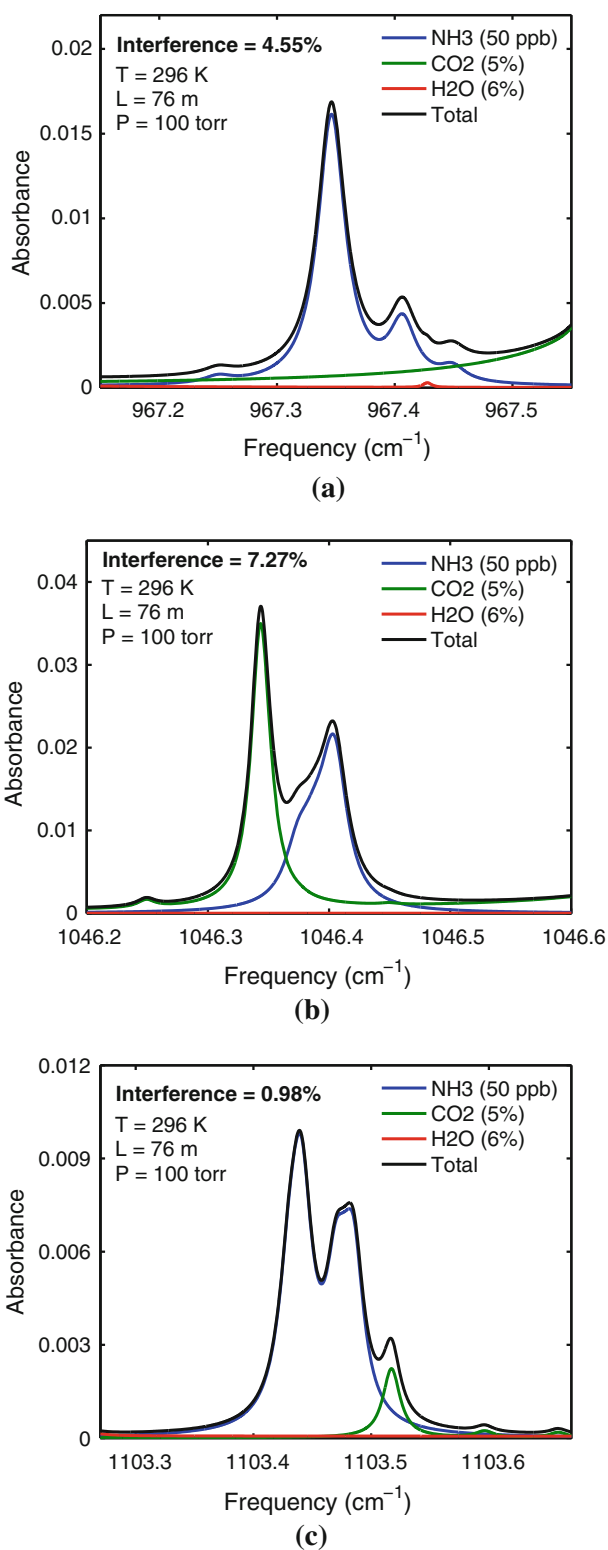 Interference = 4.55%
T = 296 K
L = 76 m
P = 100 torr
NH3 (50 ppb)
CO2 (5%)
H2O (6%)
Total
0.02
0.015
0.01
0.005
0
Absorbance
967.2 967.3 967.4 967.5
Frequency (cm⁻¹)
(a)
Interference = 7.27%
T = 296 K
L = 76 m
P = 100 torr
NH3 (50 ppb)
CO2 (5%)
H2O (6%)
Total
0.04
0.03
0.02
0.01
0
Absorbance
1046.2 1046.3 1046.4 1046.5 1046.6
Frequency (cm⁻¹)
(b)
Interference = 0.98%
T = 296 K
L = 76 m
P = 100 torr
NH3 (50 ppb)
CO2 (5%)
H2O (6%)
Total
0.012
0.009
0.006
0.003
0
Absorbance
1103.3 1103.4 1103.5 1103.6
Frequency (cm⁻¹)
(c)